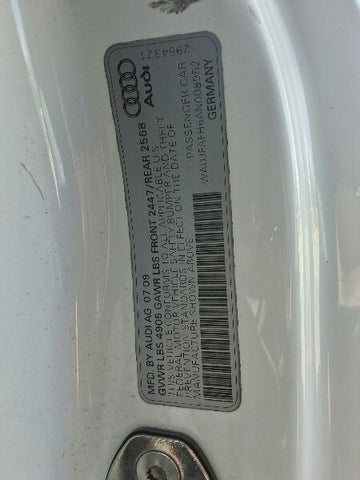 MFD. BY AUDI AG 07 09
GVWR LBS 4905 GAWR LBS FRONT 2447/REAR 2568
THIS VEHICLE CONFORMS TO ALL APPLICABLE U.S.
FEDERAL MOTOR VEHICLE SAFETY BUMPER AND THEFT
PREVENTION STANDARDS IN EFFECT ON THE DATE OF
MANUFACTURE SHOWN ABOVE
Audi
PASSENGER CAR
GERMANY